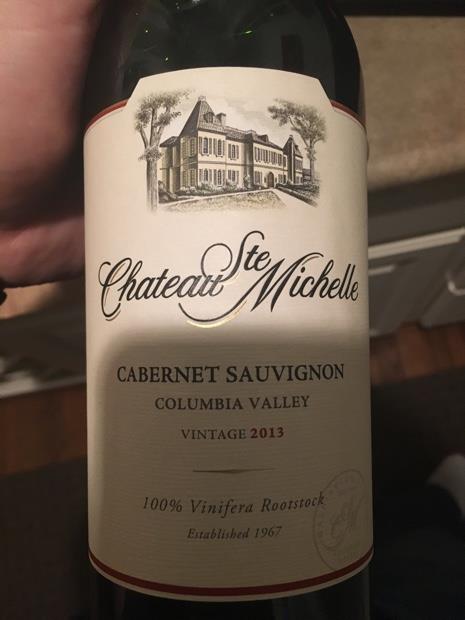 Chateau Ste Michelle
CABERNET SAUVIGNON
COLUMBIA VALLEY
VINTAGE 2013
100% Vinifera Rootstock
Established 1967